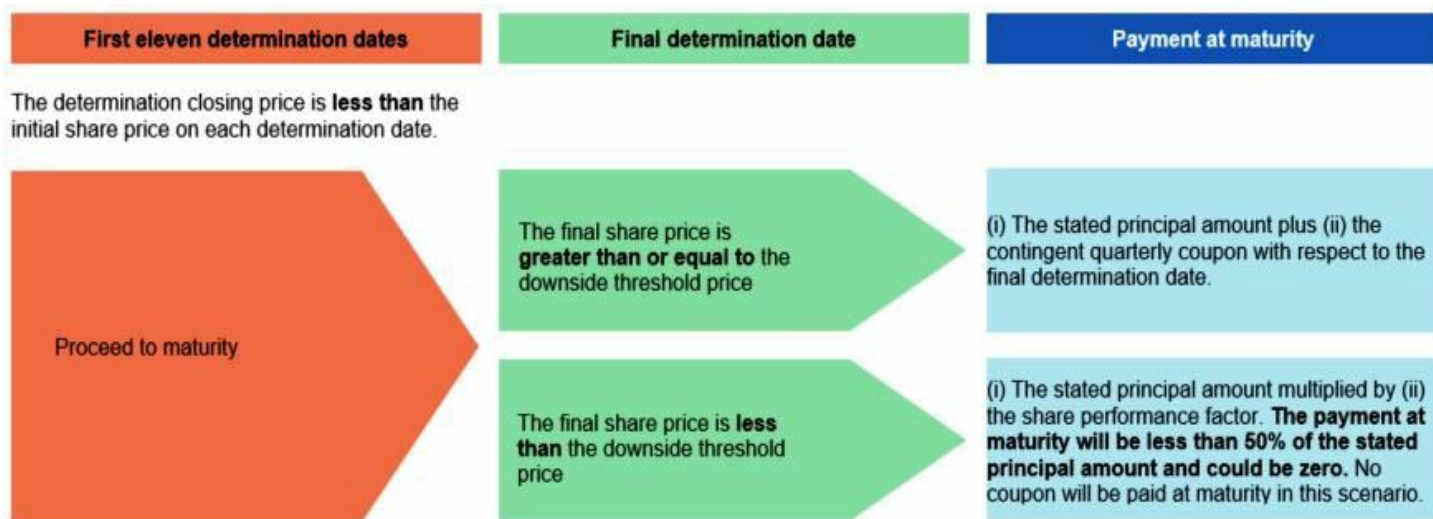 First eleven determination dates
Final determination date
Payment at maturity
The determination closing price is less than the
initial share price on each determination date.
Proceed to maturity
The final share price is
greater than or equal to the
downside threshold price
(i) The stated principal amount plus (ii) the
contingent quarterly coupon with respect to the
final determination date.
The final share price is less
than the downside threshold
price
(i) The stated principal amount multiplied by (ii)
the share performance factor. The payment at
maturity will be less than 50% of the stated
principal amount and could be zero. No
coupon will be paid at maturity in this scenario.